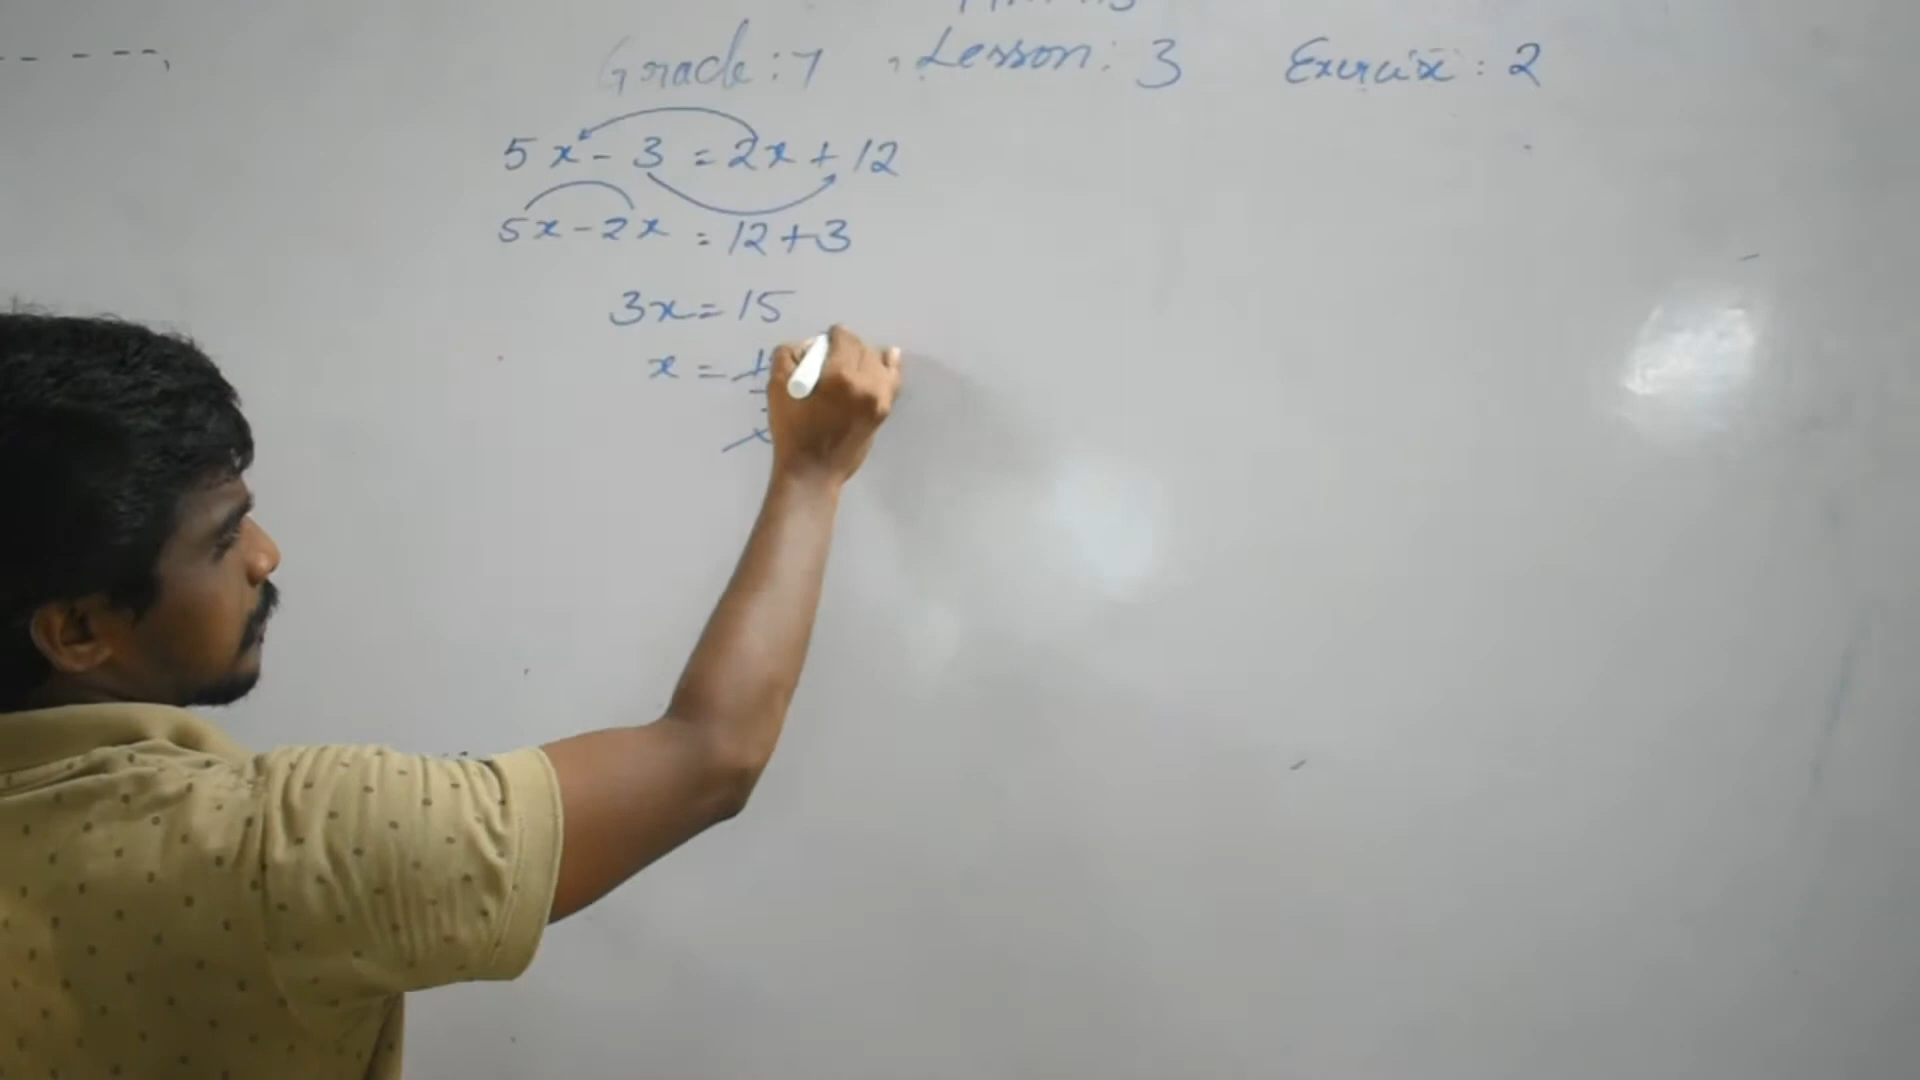 Grade : 7 , Lesson : 3 Exercise : 2
5x - 3 = 2x + 12
5x - 2x = 12 + 3
3x = 15
x =